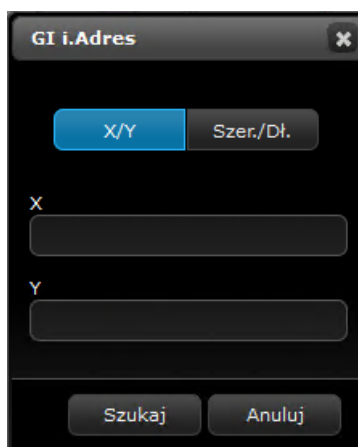 GI i.Adres
X/Y Szer./Dł.
X
Y
Szukaj Anuluj